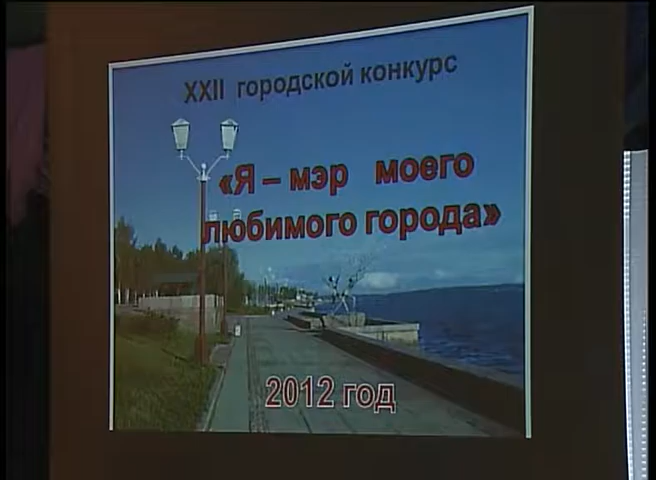 XXII городской конкурс
«Я – мэр моего
любимого города»
2012 год